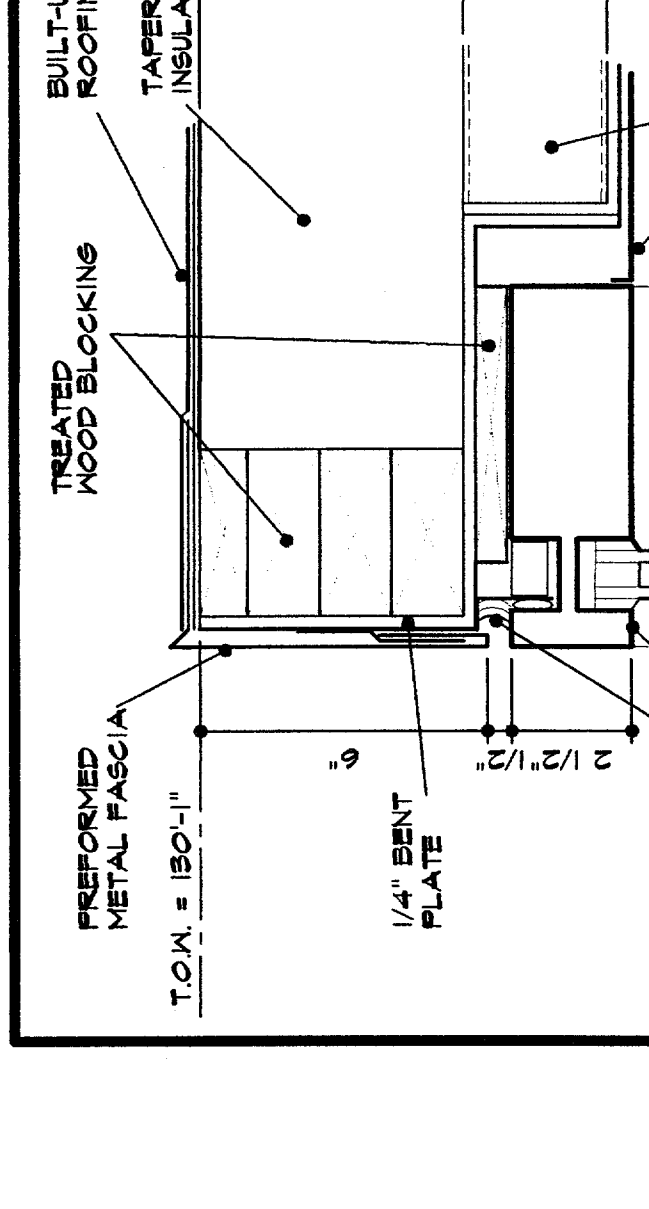 BUILT-U
ROOFIN
TAPER
INSULA
TREATED
WOOD BLOCKING
PREFORMED
METAL FASCIA
T.O.W. = 130'-1"
6"
1/2"
2 1/2"
1/4" BENT
PLATE